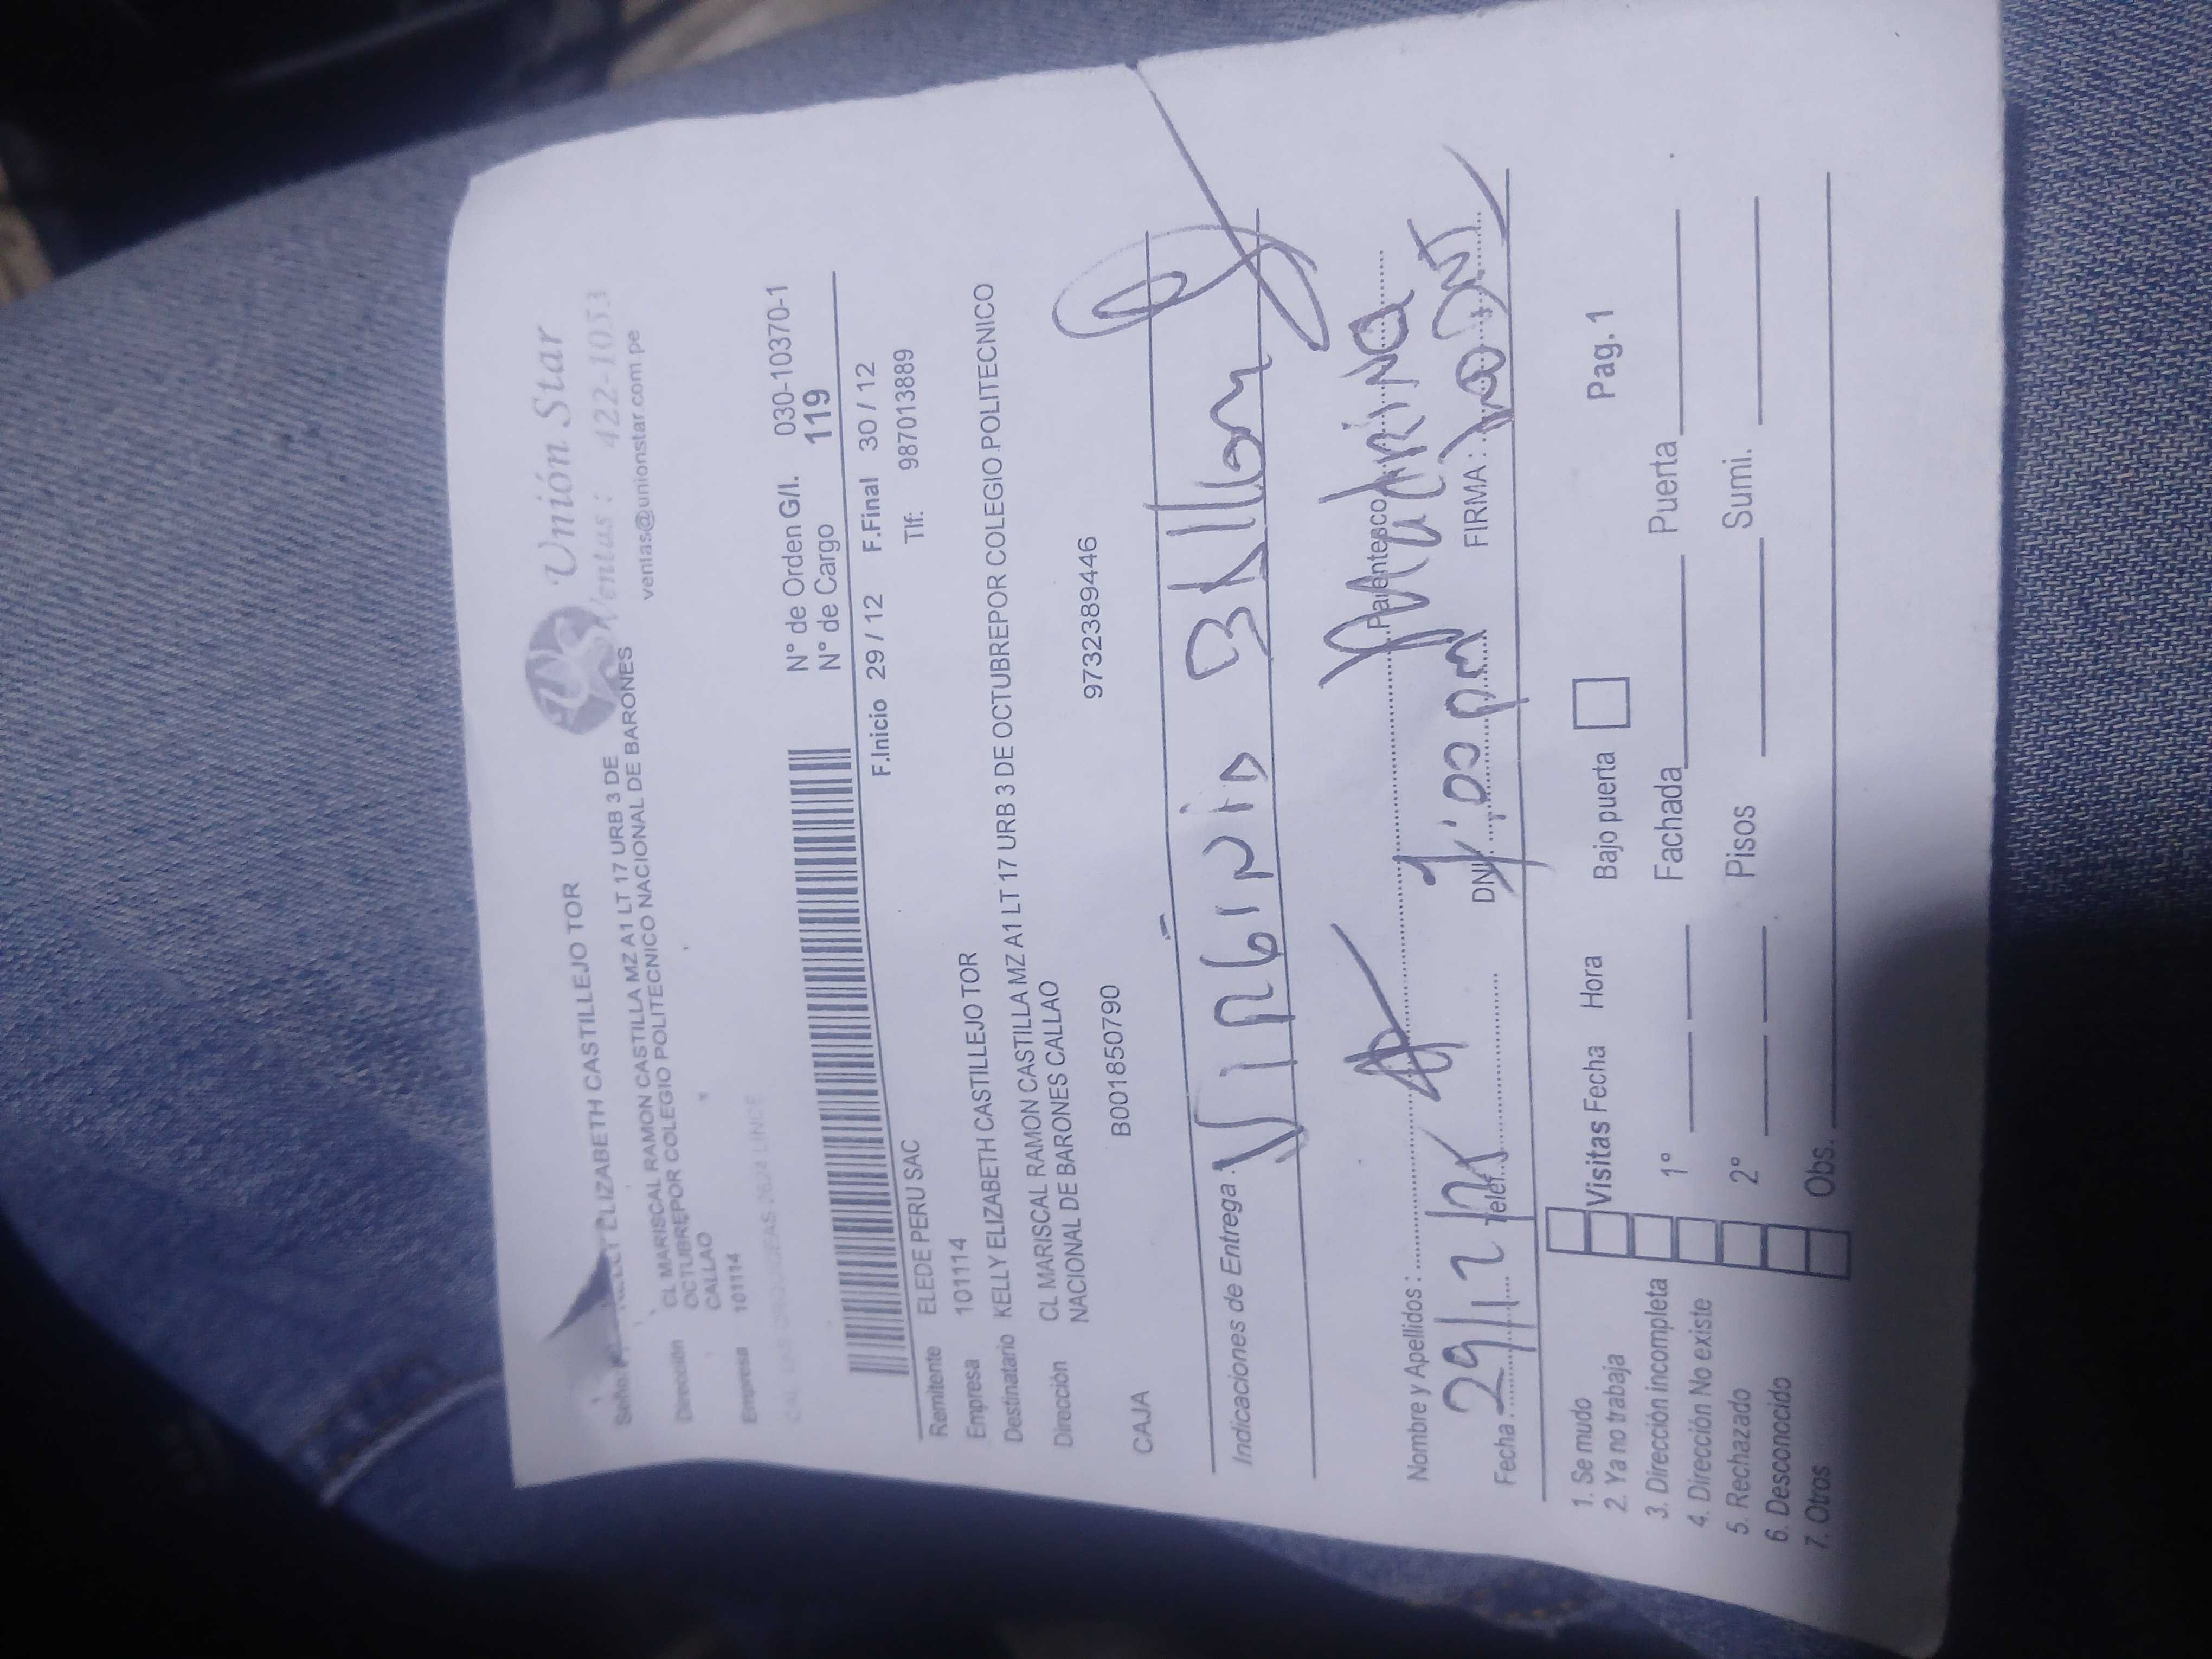 Unión Star
Ventas: 422-1053
ventas@unionstar.com.pe
ELIZABETH CASTILLEJO TOR
Dirección CL MARISCAL RAMON CASTILLA MZ A1 LT 17 URB 3 DE
OCTUBREPOR COLEGIO POLITECNICO NACIONAL DE BARONES
CALLAO
Empresa 101114
LINCE
N° de Orden G/I. 030-10370-1
N° de Cargo 119
F.Inicio 29 / 12 F.Final 30 / 12
Remitente ELEDE PERU SAC Tlf: 987013889
Empresa 101114
Destinatario KELLY ELIZABETH CASTILLEJO TOR
Dirección CL MARISCAL RAMON CASTILLA MZ A1 LT 17 URB 3 DE OCTUBREPOR COLEGIO POLITECNICO
NACIONAL DE BARONES CALLAO
CAJA B001850790 9732389446
Indicaciones de Entrega: Virginia Billon
Nombre y Apellidos: Parentesco
Fecha 29/12/ Telef. DNI 1:00 pm FIRMA:
1. Se mudo
2. Ya no trabaja
3. Dirección incompleta
4. Dirección No existe
5. Rechazado
6. Desconocido
7. Otros
Visitas Fecha Hora Bajo puerta Pag.1
1° Fachada Puerta
2° Pisos Sumi.
Obs.